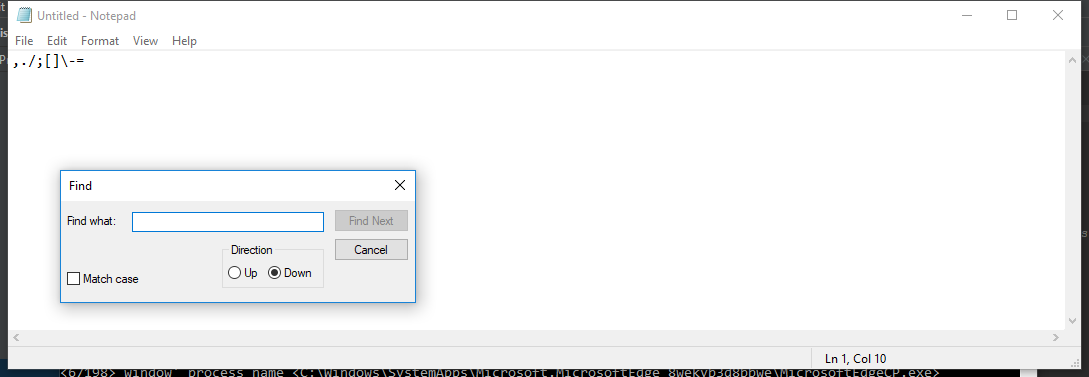 Untitled - Notepad
File Edit Format View Help
,./;[]\-=
Find
Find what:
Find Next
Direction
Cancel
Up Down
Match case
Ln 1, Col 10
<6/198> window' process name <C:\Windows\SystemApps\Microsoft.MicrosoftEdge_8wekyb3d8bbwe\MicrosoftEdgeCP.exe>